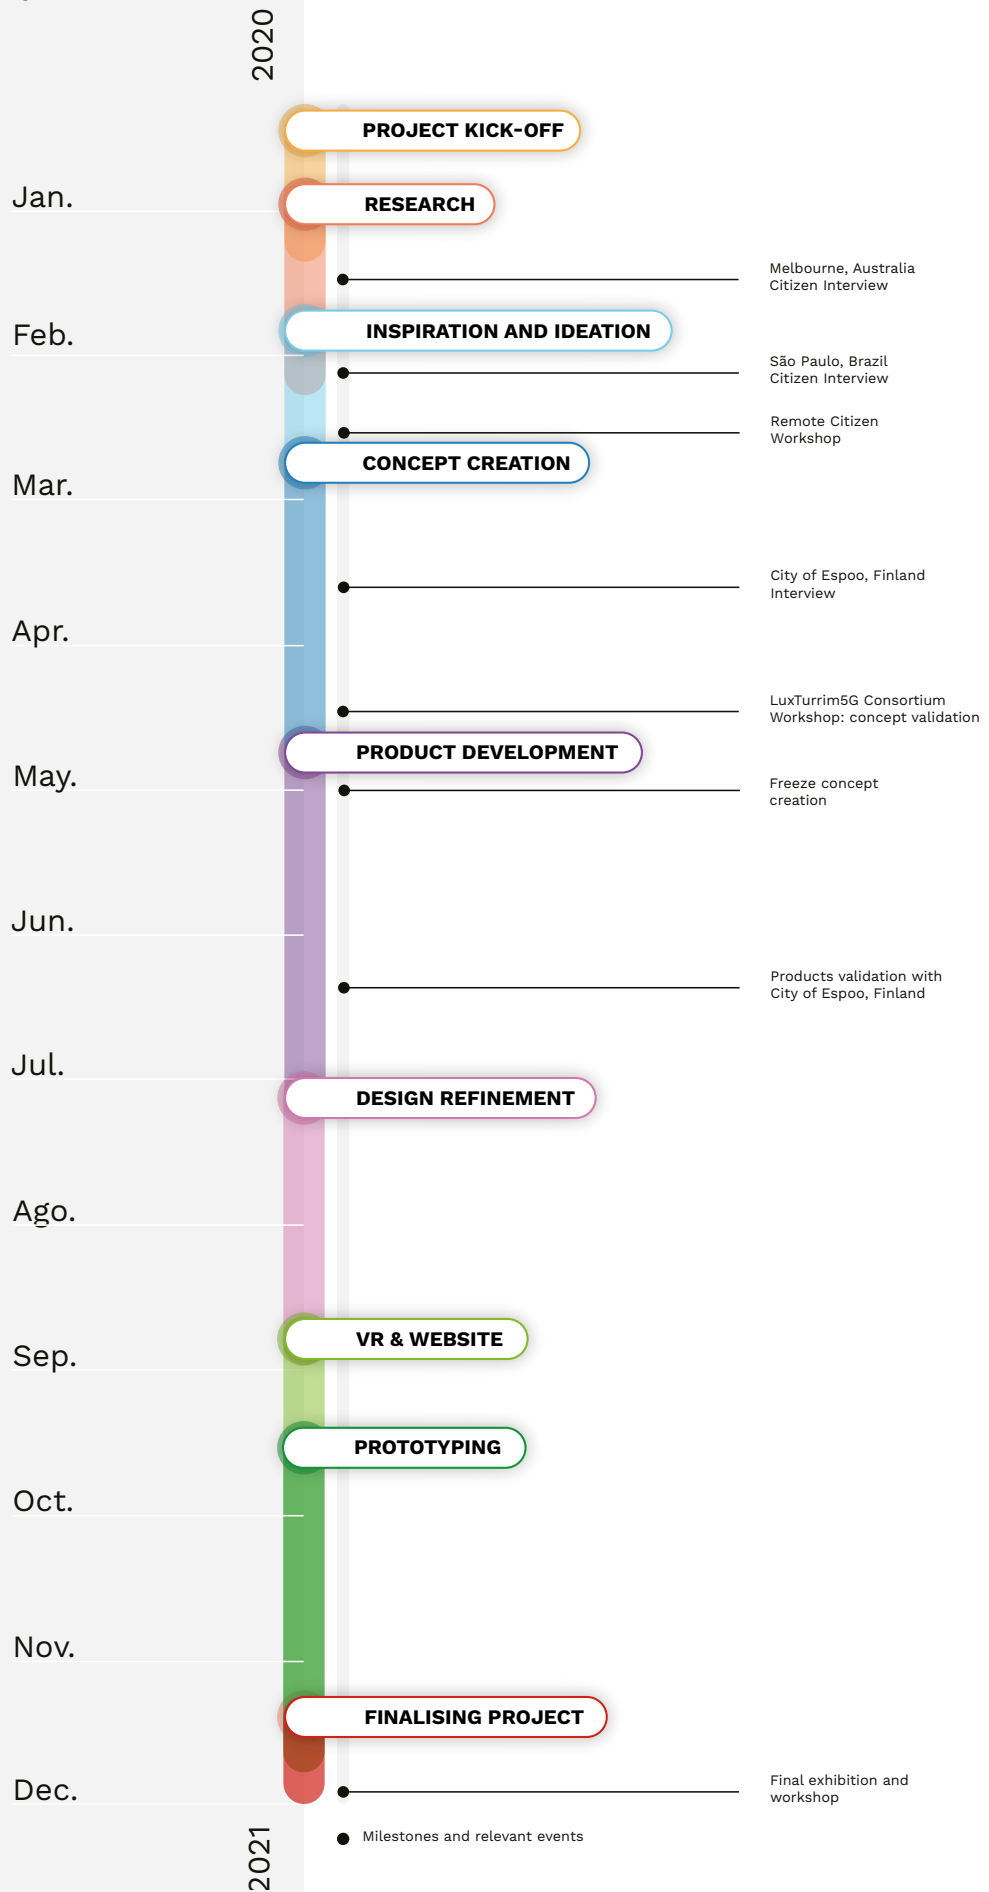 2020
PROJECT KICK-OFF
Jan.
RESEARCH
Melbourne, Australia
Citizen Interview
Feb.
INSPIRATION AND IDEATION
São Paulo, Brazil
Citizen Interview
Remote Citizen
Workshop
CONCEPT CREATION
Mar.
City of Espoo, Finland
Interview
Apr.
LuxTurrim5G Consortium
Workshop: concept validation
PRODUCT DEVELOPMENT
May.
Freeze concept
creation
Jun.
Products validation with
City of Espoo, Finland
Jul.
DESIGN REFINEMENT
Ago.
VR & WEBSITE
Sep.
PROTOTYPING
Oct.
Nov.
FINALISING PROJECT
Dec.
Final exhibition and
workshop
Milestones and relevant events
2021